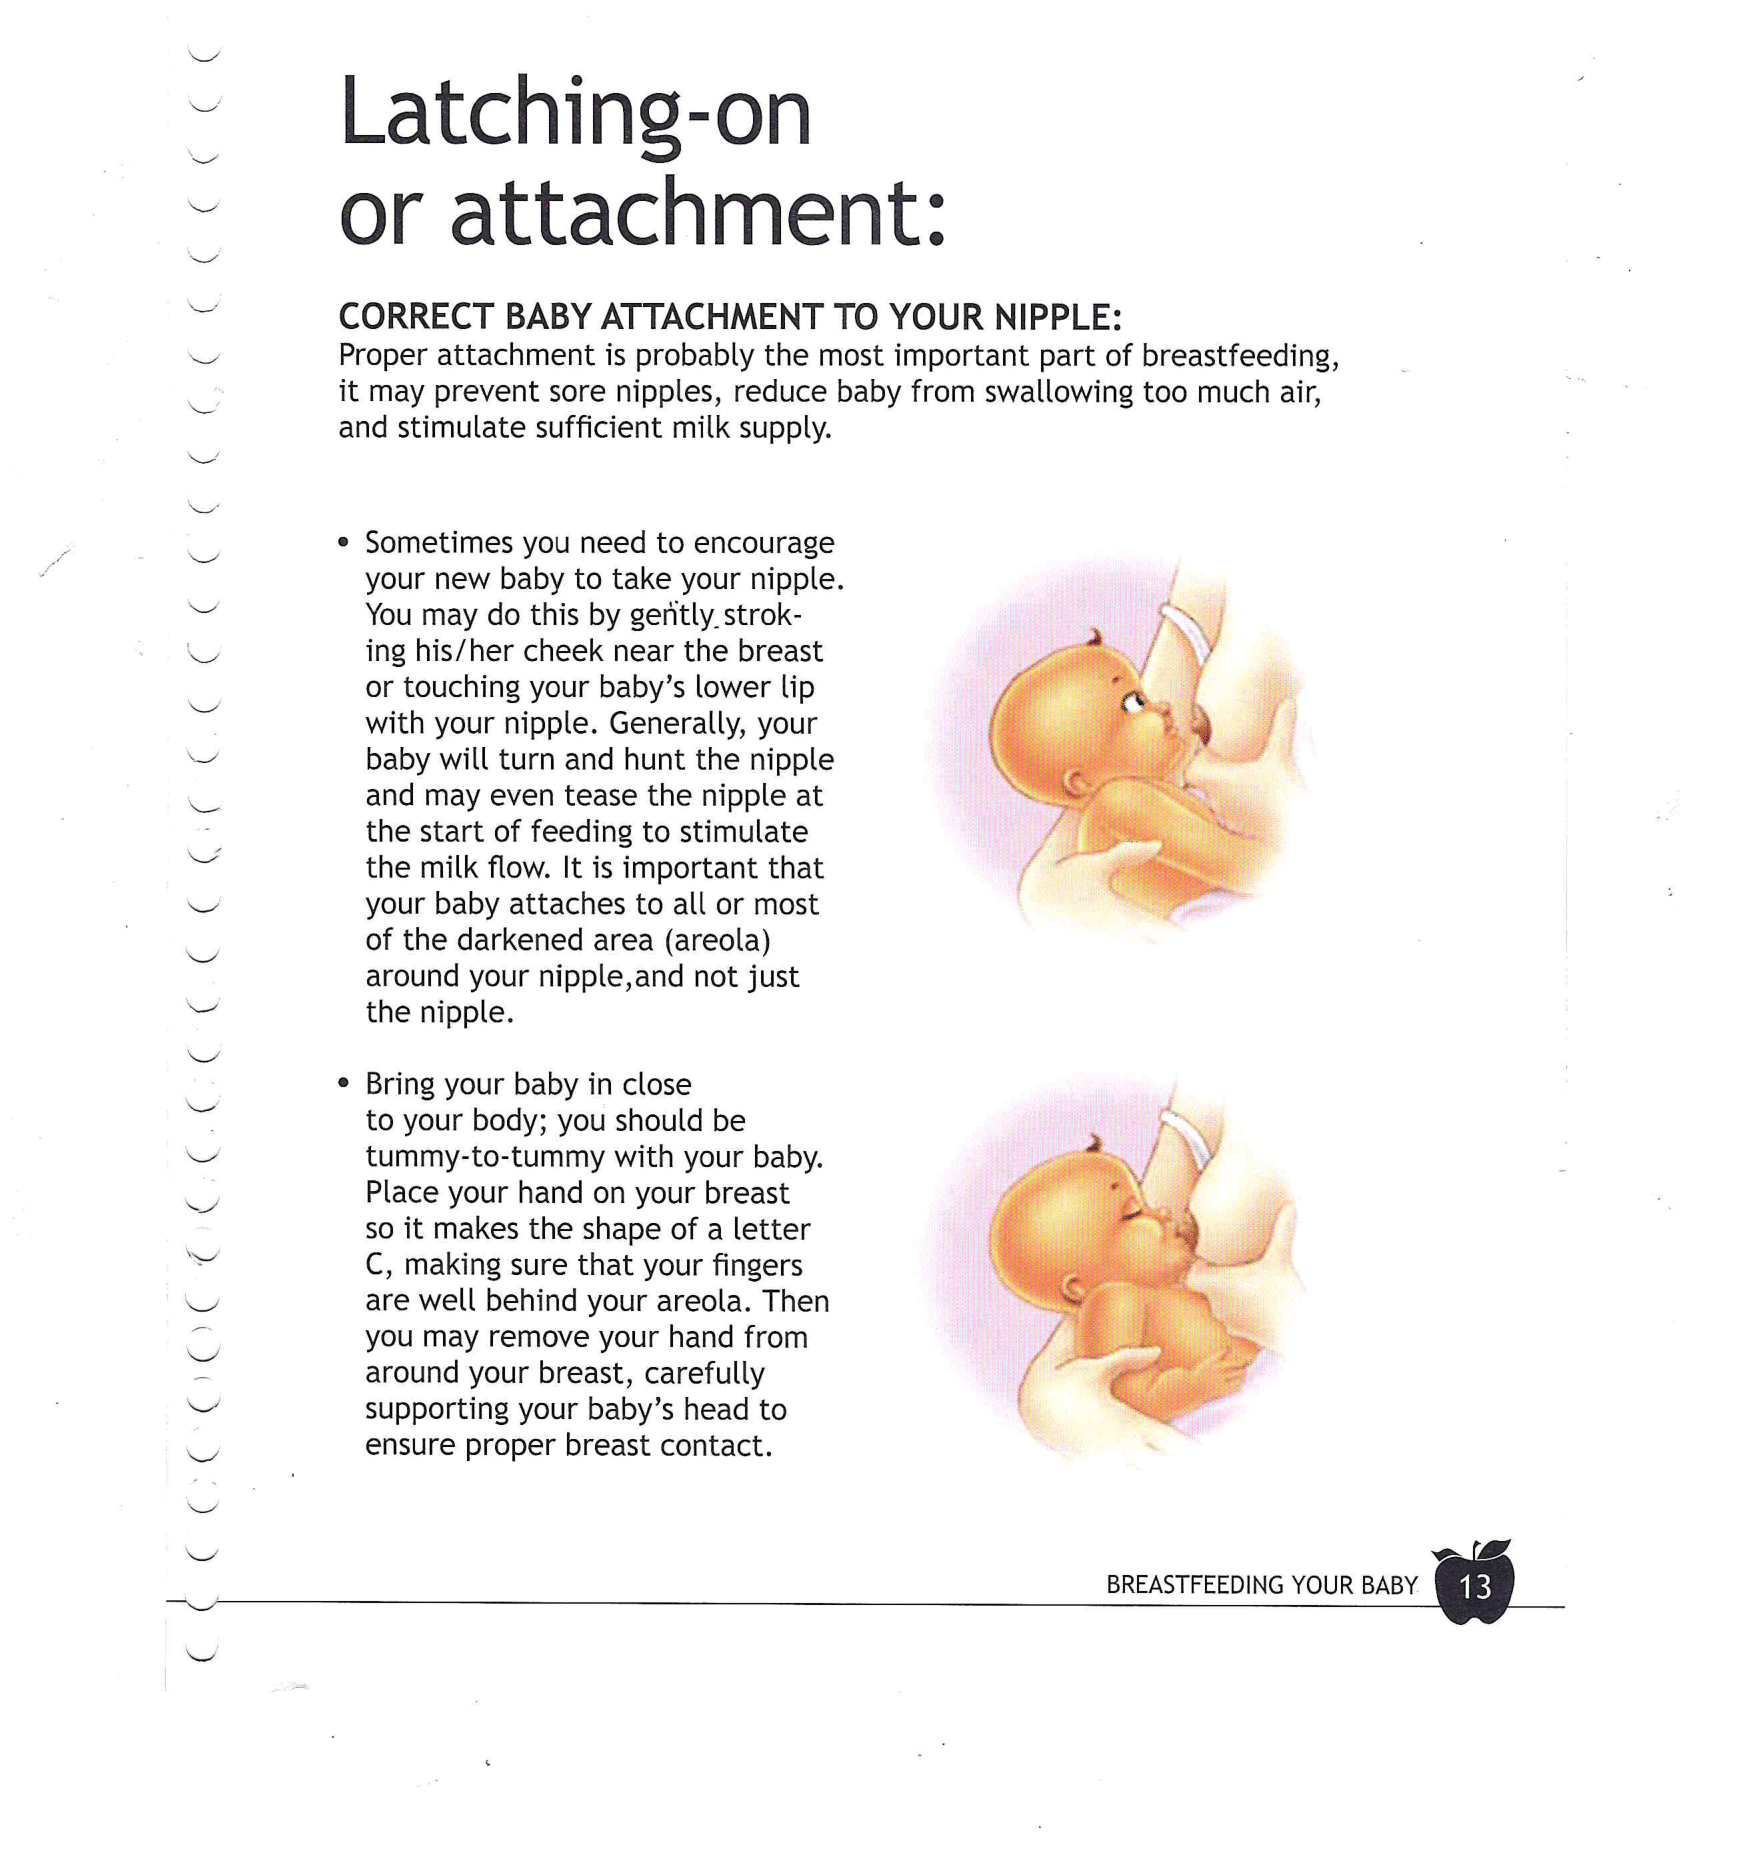 Latching-on
or attachment:
CORRECT BABY ATTACHMENT TO YOUR NIPPLE:
Proper attachment is probably the most important part of breastfeeding,
it may prevent sore nipples, reduce baby from swallowing too much air,
and stimulate sufficient milk supply.
• Sometimes you need to encourage
your new baby to take your nipple.
You may do this by gently strok-
ing his/her cheek near the breast
or touching your baby's lower lip
with your nipple. Generally, your
baby will turn and hunt the nipple
and may even tease the nipple at
the start of feeding to stimulate
the milk flow. It is important that
your baby attaches to all or most
of the darkened area (areola)
around your nipple,and not just
the nipple.
• Bring your baby in close
to your body; you should be
tummy-to-tummy with your baby.
Place your hand on your breast
so it makes the shape of a letter
C, making sure that your fingers
are well behind your areola. Then
you may remove your hand from
around your breast, carefully
supporting your baby's head to
ensure proper breast contact.
BREASTFEEDING YOUR BABY 13